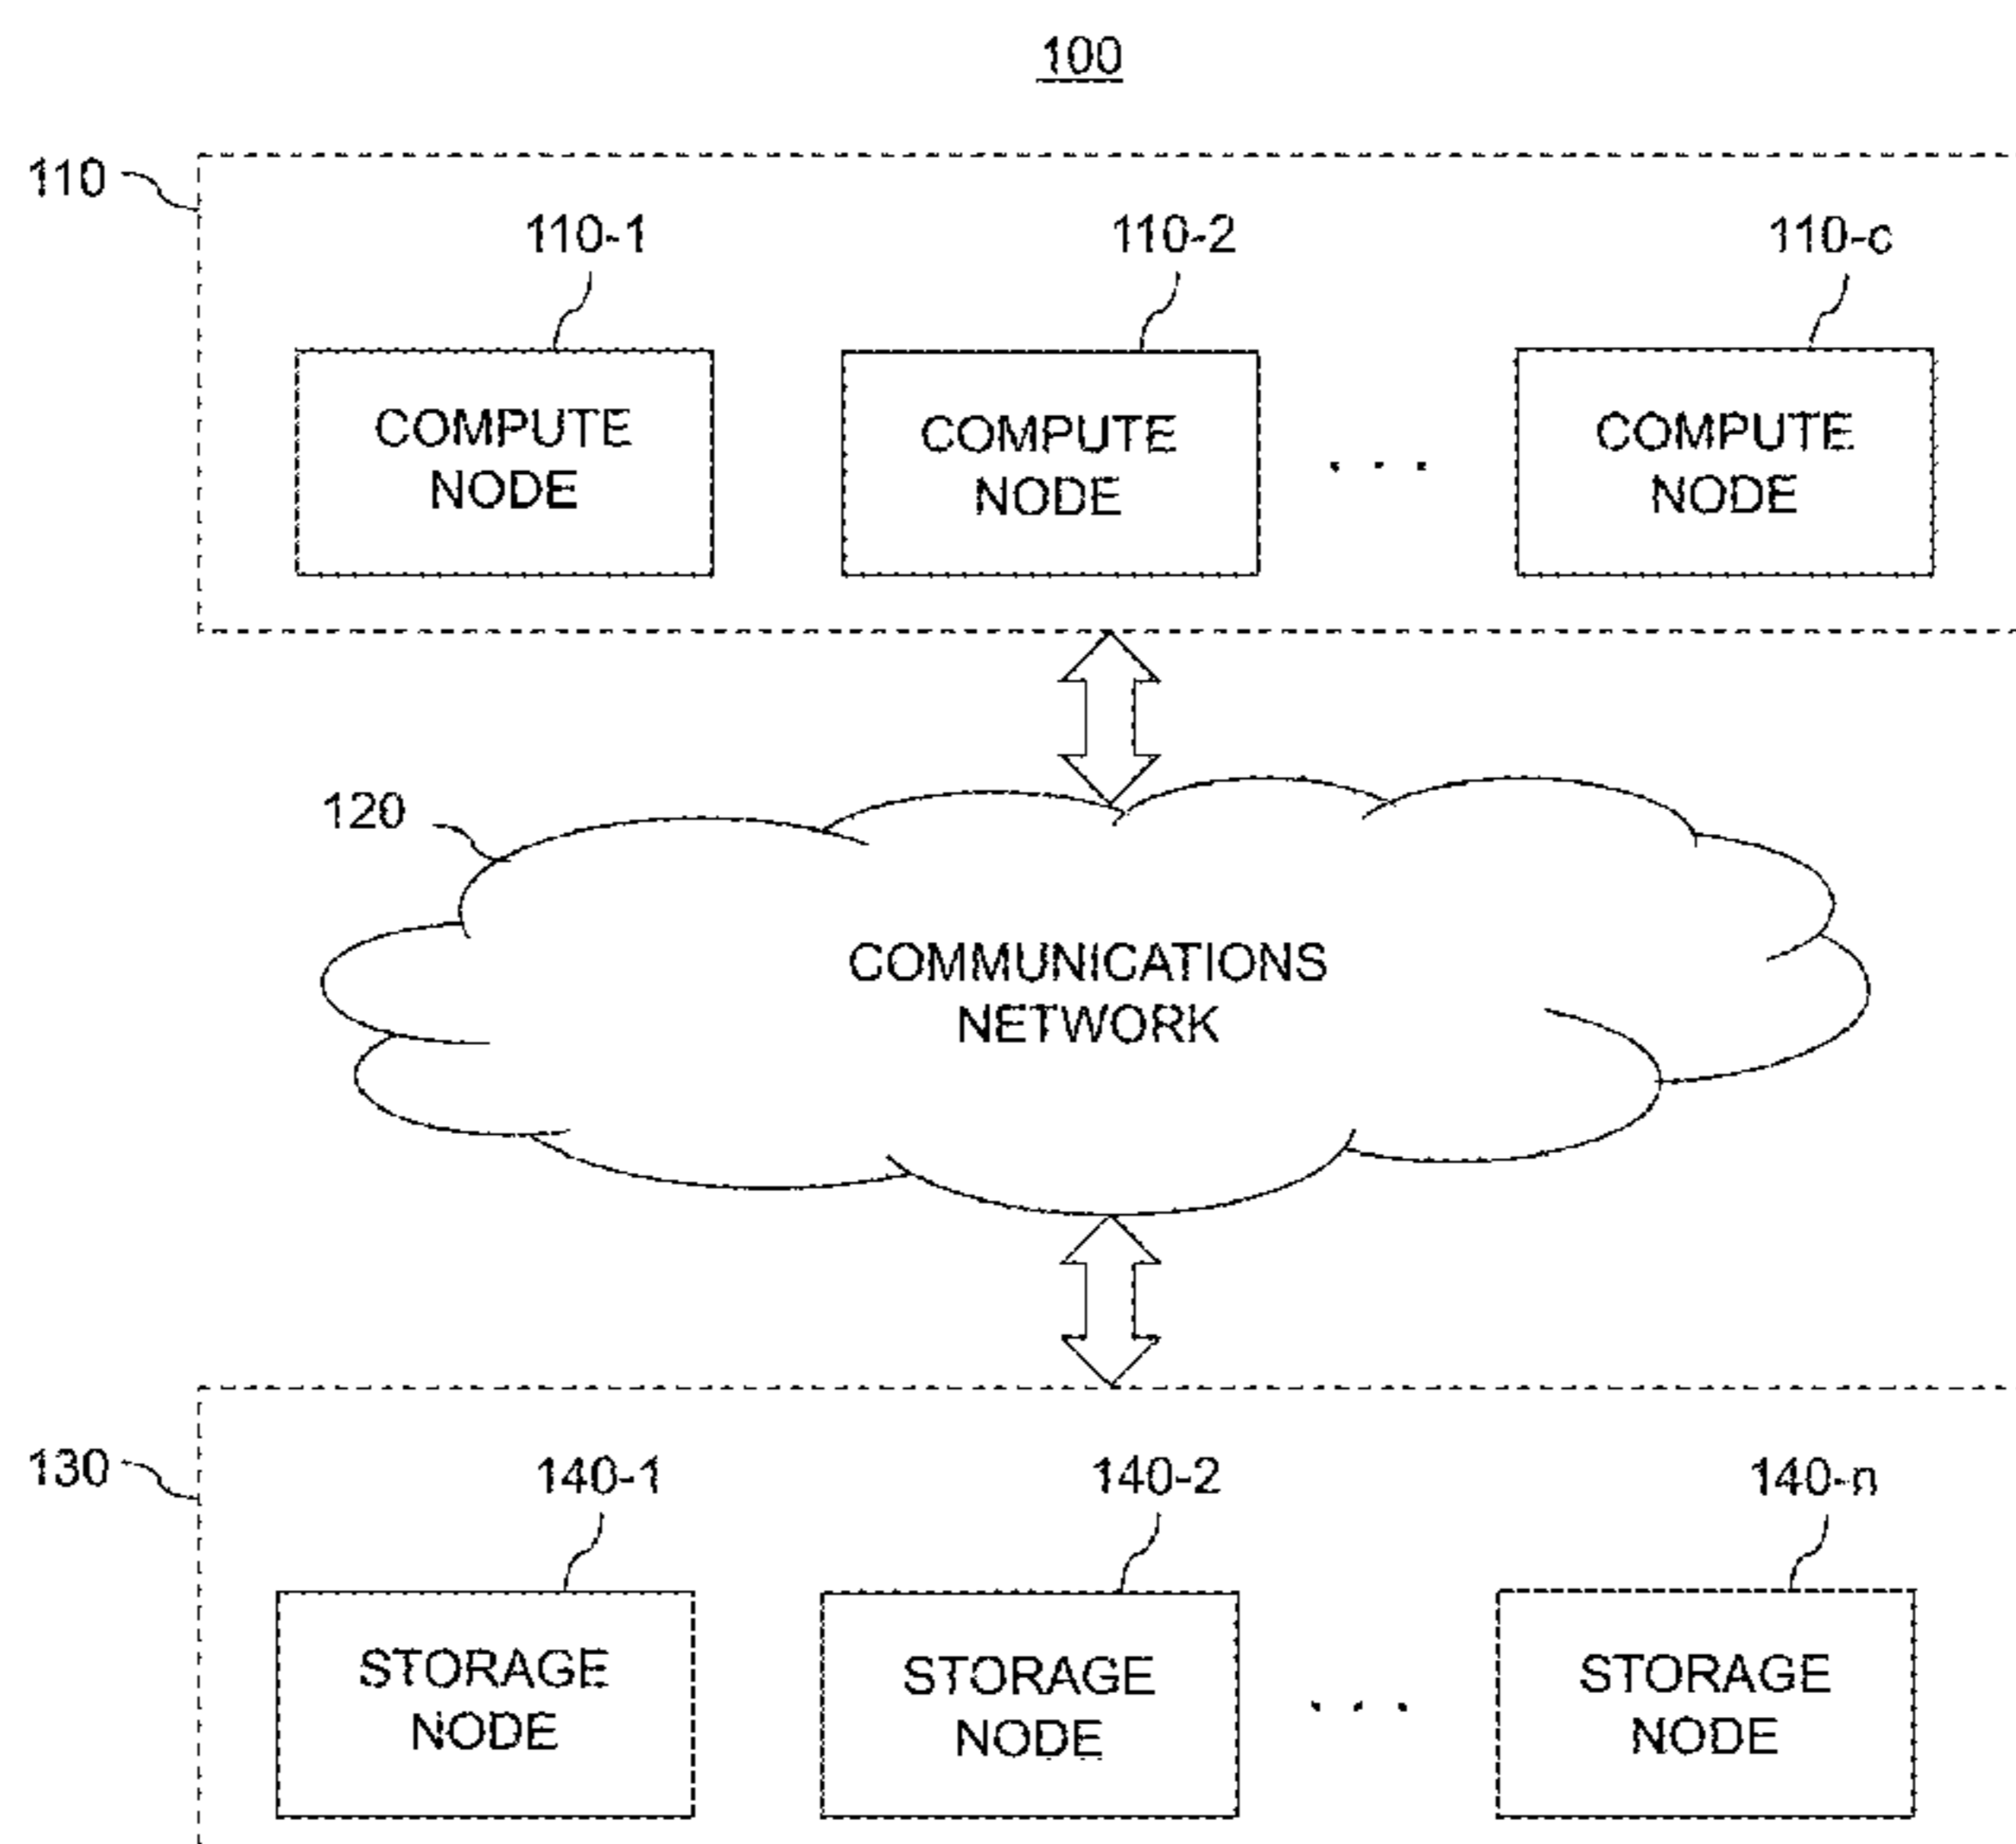 100
110
110-1
110-2
110-c
COMPUTE
NODE
COMPUTE
NODE
. . .
COMPUTE
NODE
120
COMMUNICATIONS
NETWORK
130
140-1
140-2
140-n
STORAGE
NODE
STORAGE
NODE
. . .
STORAGE
NODE